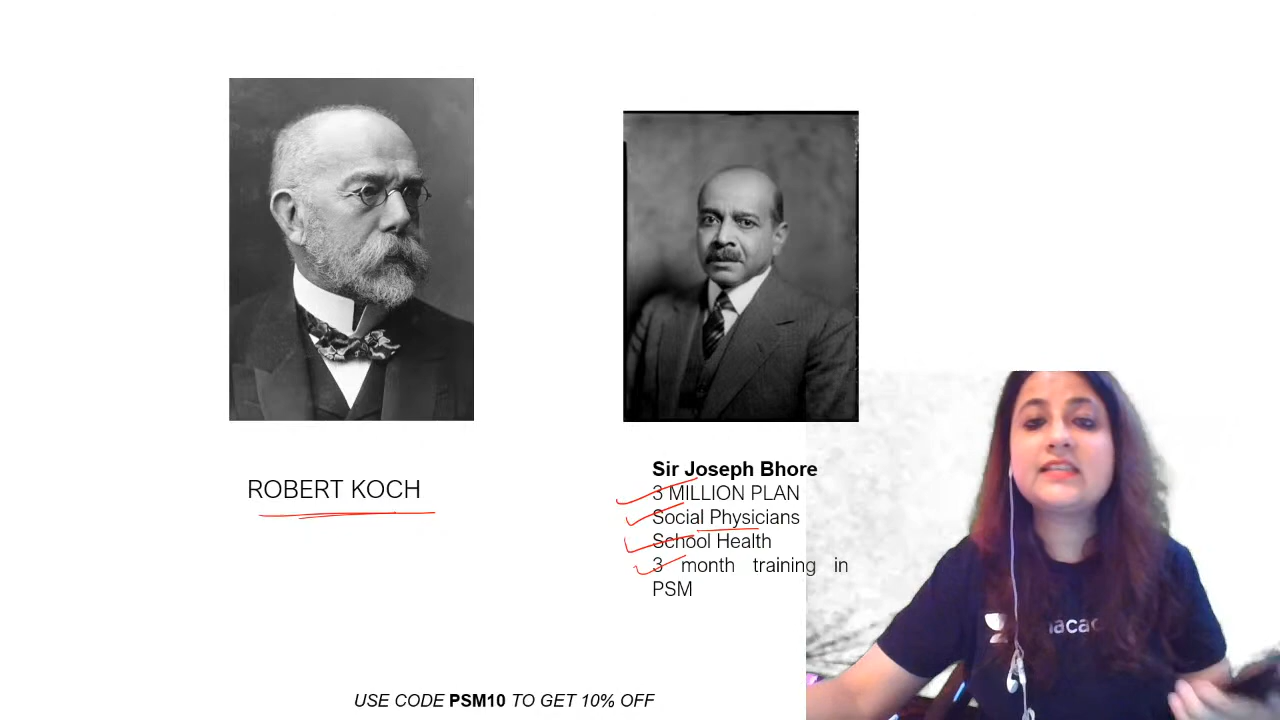 ROBERT KOCH
Sir Joseph Bhore
3 MILLION PLAN
Social Physicians
School Health
3 month training in
PSM
USE CODE PSM10 TO GET 10% OFF